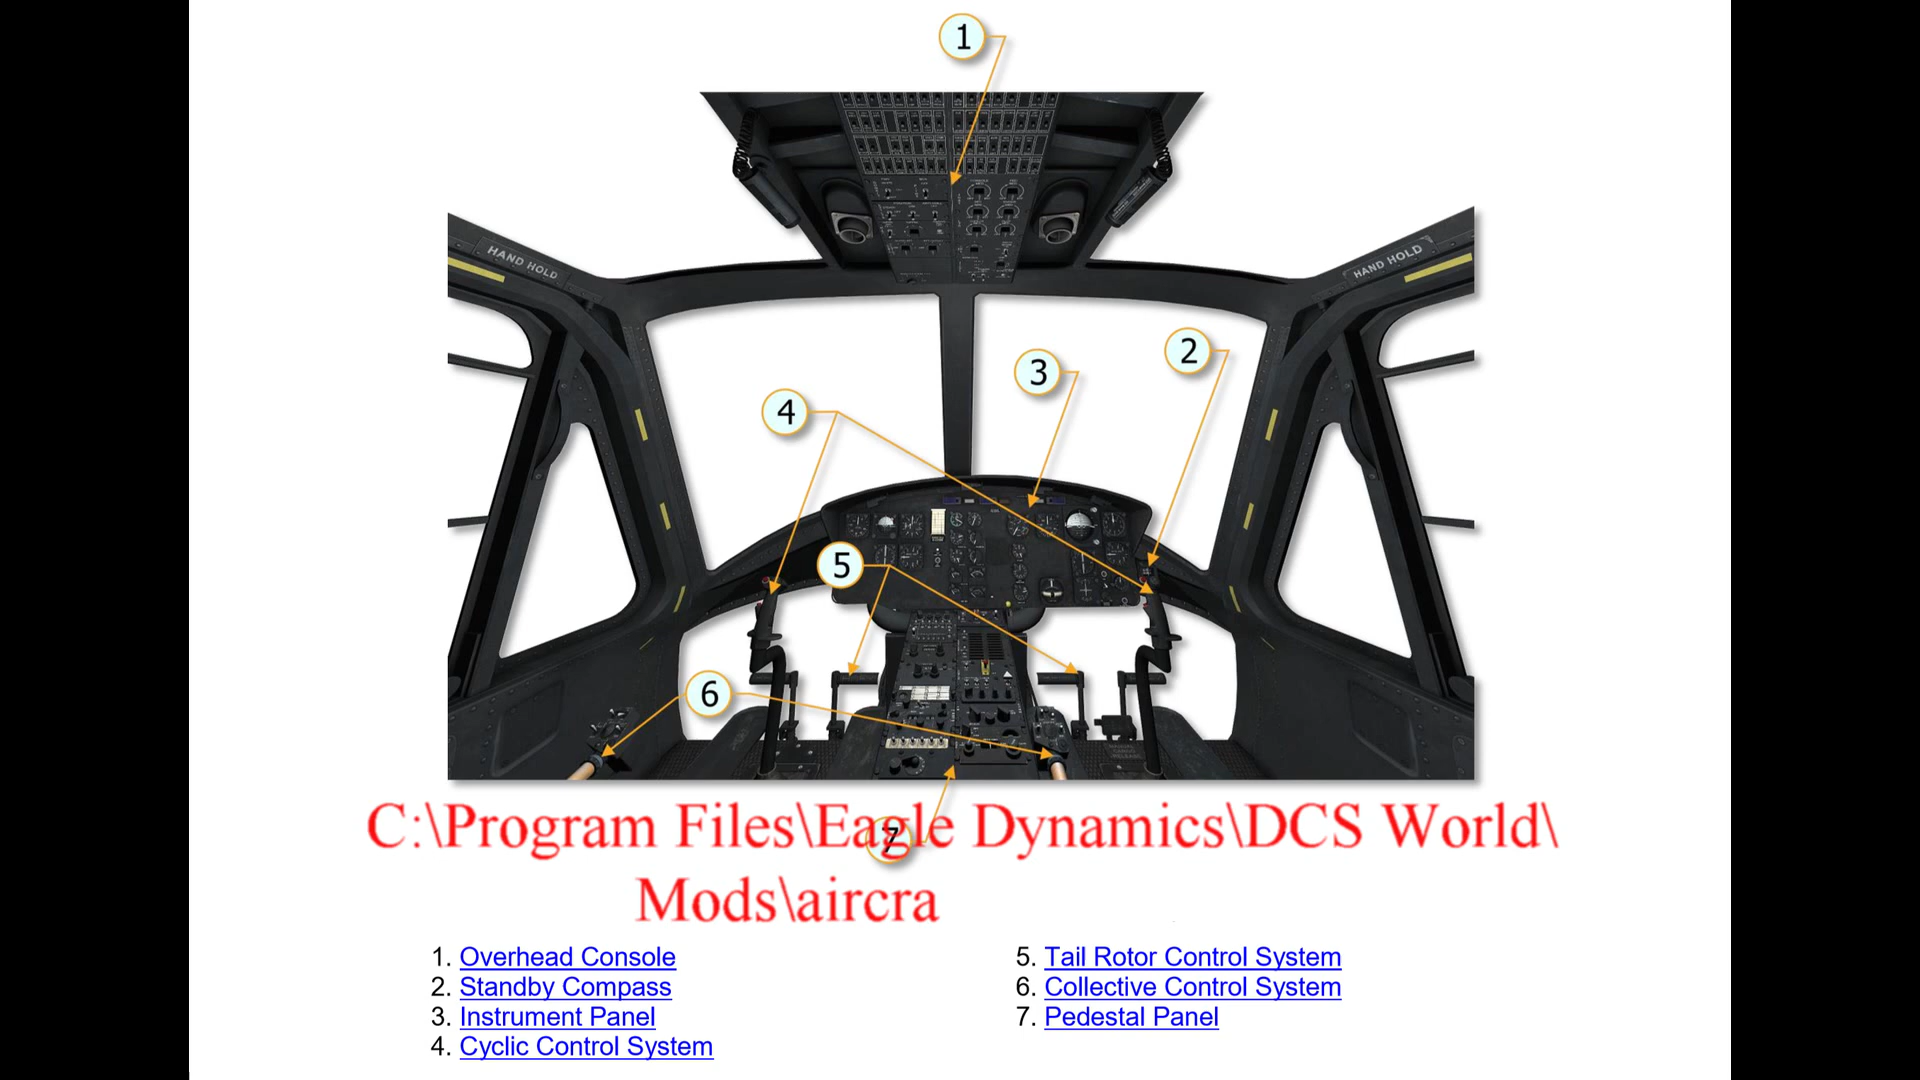 1
HAND HOLD
HAND HOLD
2
3
4
5
6
7
C:\Program Files\Eagle Dynamics\DCS World\
Mods\aircra
1. Overhead Console
2. Standby Compass
3. Instrument Panel
4. Cyclic Control System
5. Tail Rotor Control System
6. Collective Control System
7. Pedestal Panel